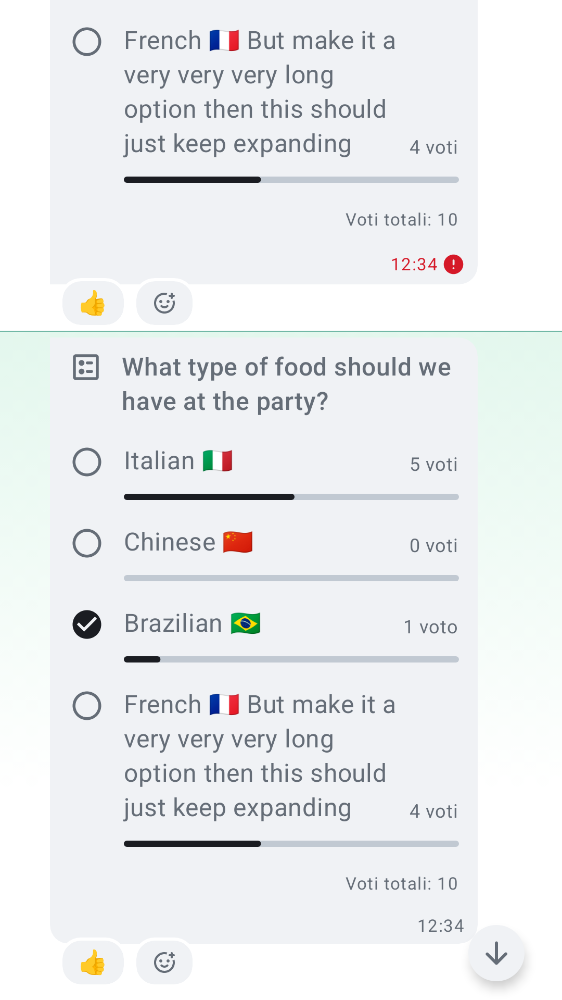 French 🇫🇷 But make it a
very very very long
option then this should
just keep expanding 4 voti
Voti totali: 10
12:34
What type of food should we
have at the party?
Italian 🇮🇹 5 voti
Chinese 🇨🇳 0 voti
Brazilian 🇧🇷 1 voto
French 🇫🇷 But make it a
very very very long
option then this should
just keep expanding 4 voti
Voti totali: 10
12:34